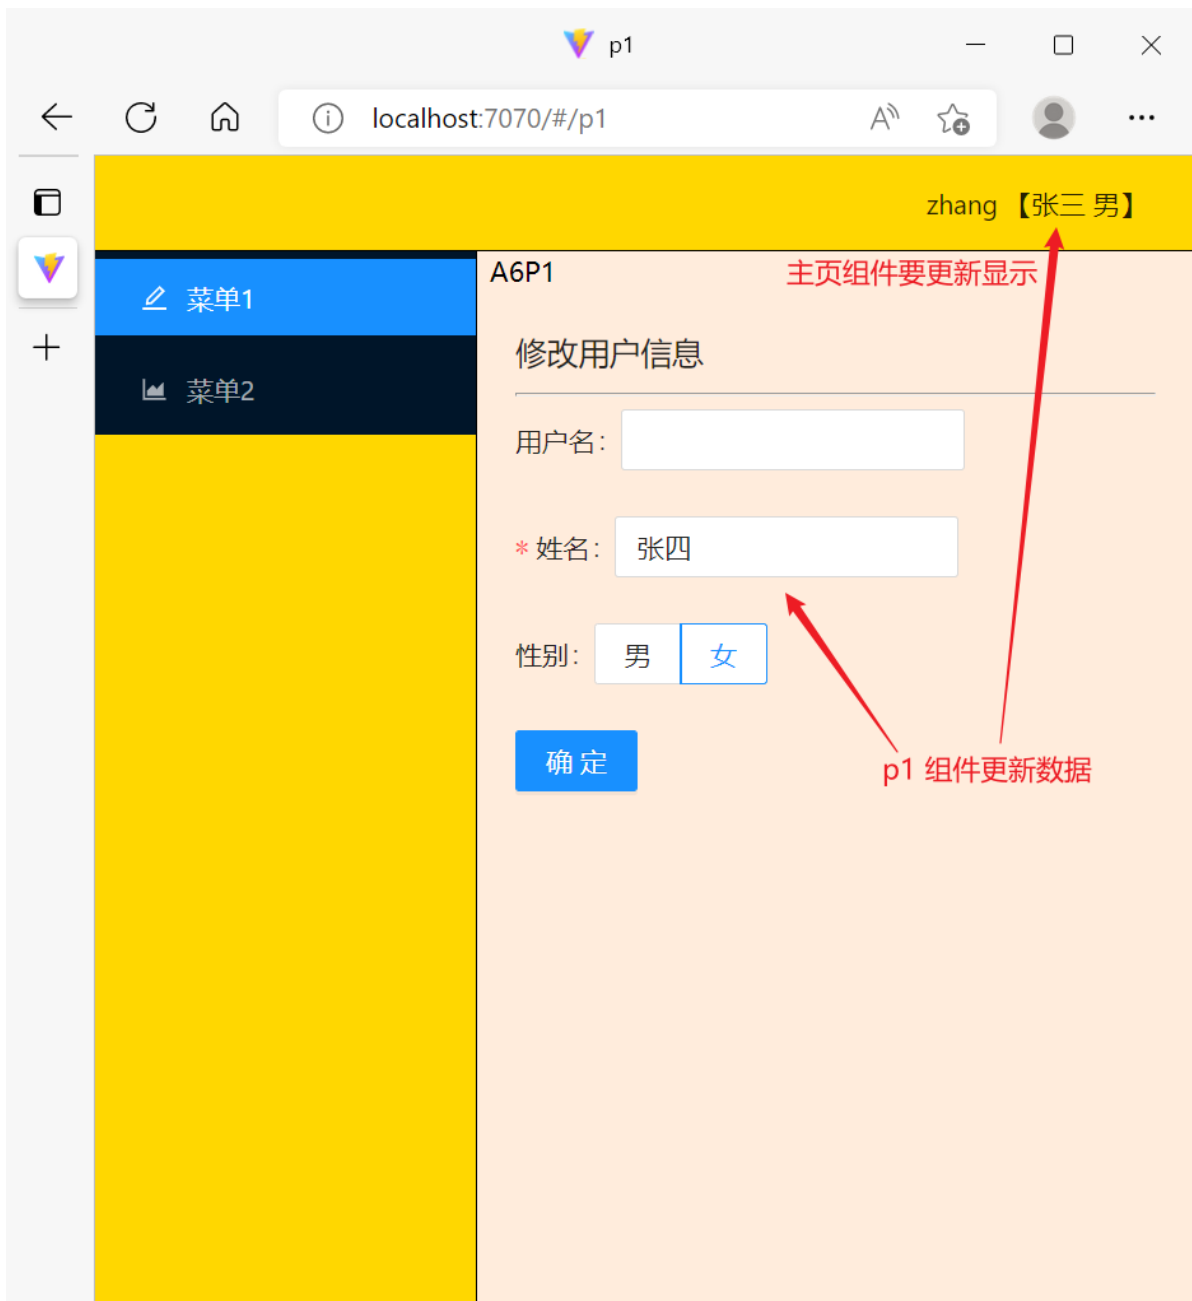 p1
localhost:7070/#/p1
zhang 【张三 男】
菜单1
菜单2
A6P1
主页组件要更新显示
修改用户信息
用户名:
* 姓名: 张四
性别: 男 女
确 定
p1 组件更新数据